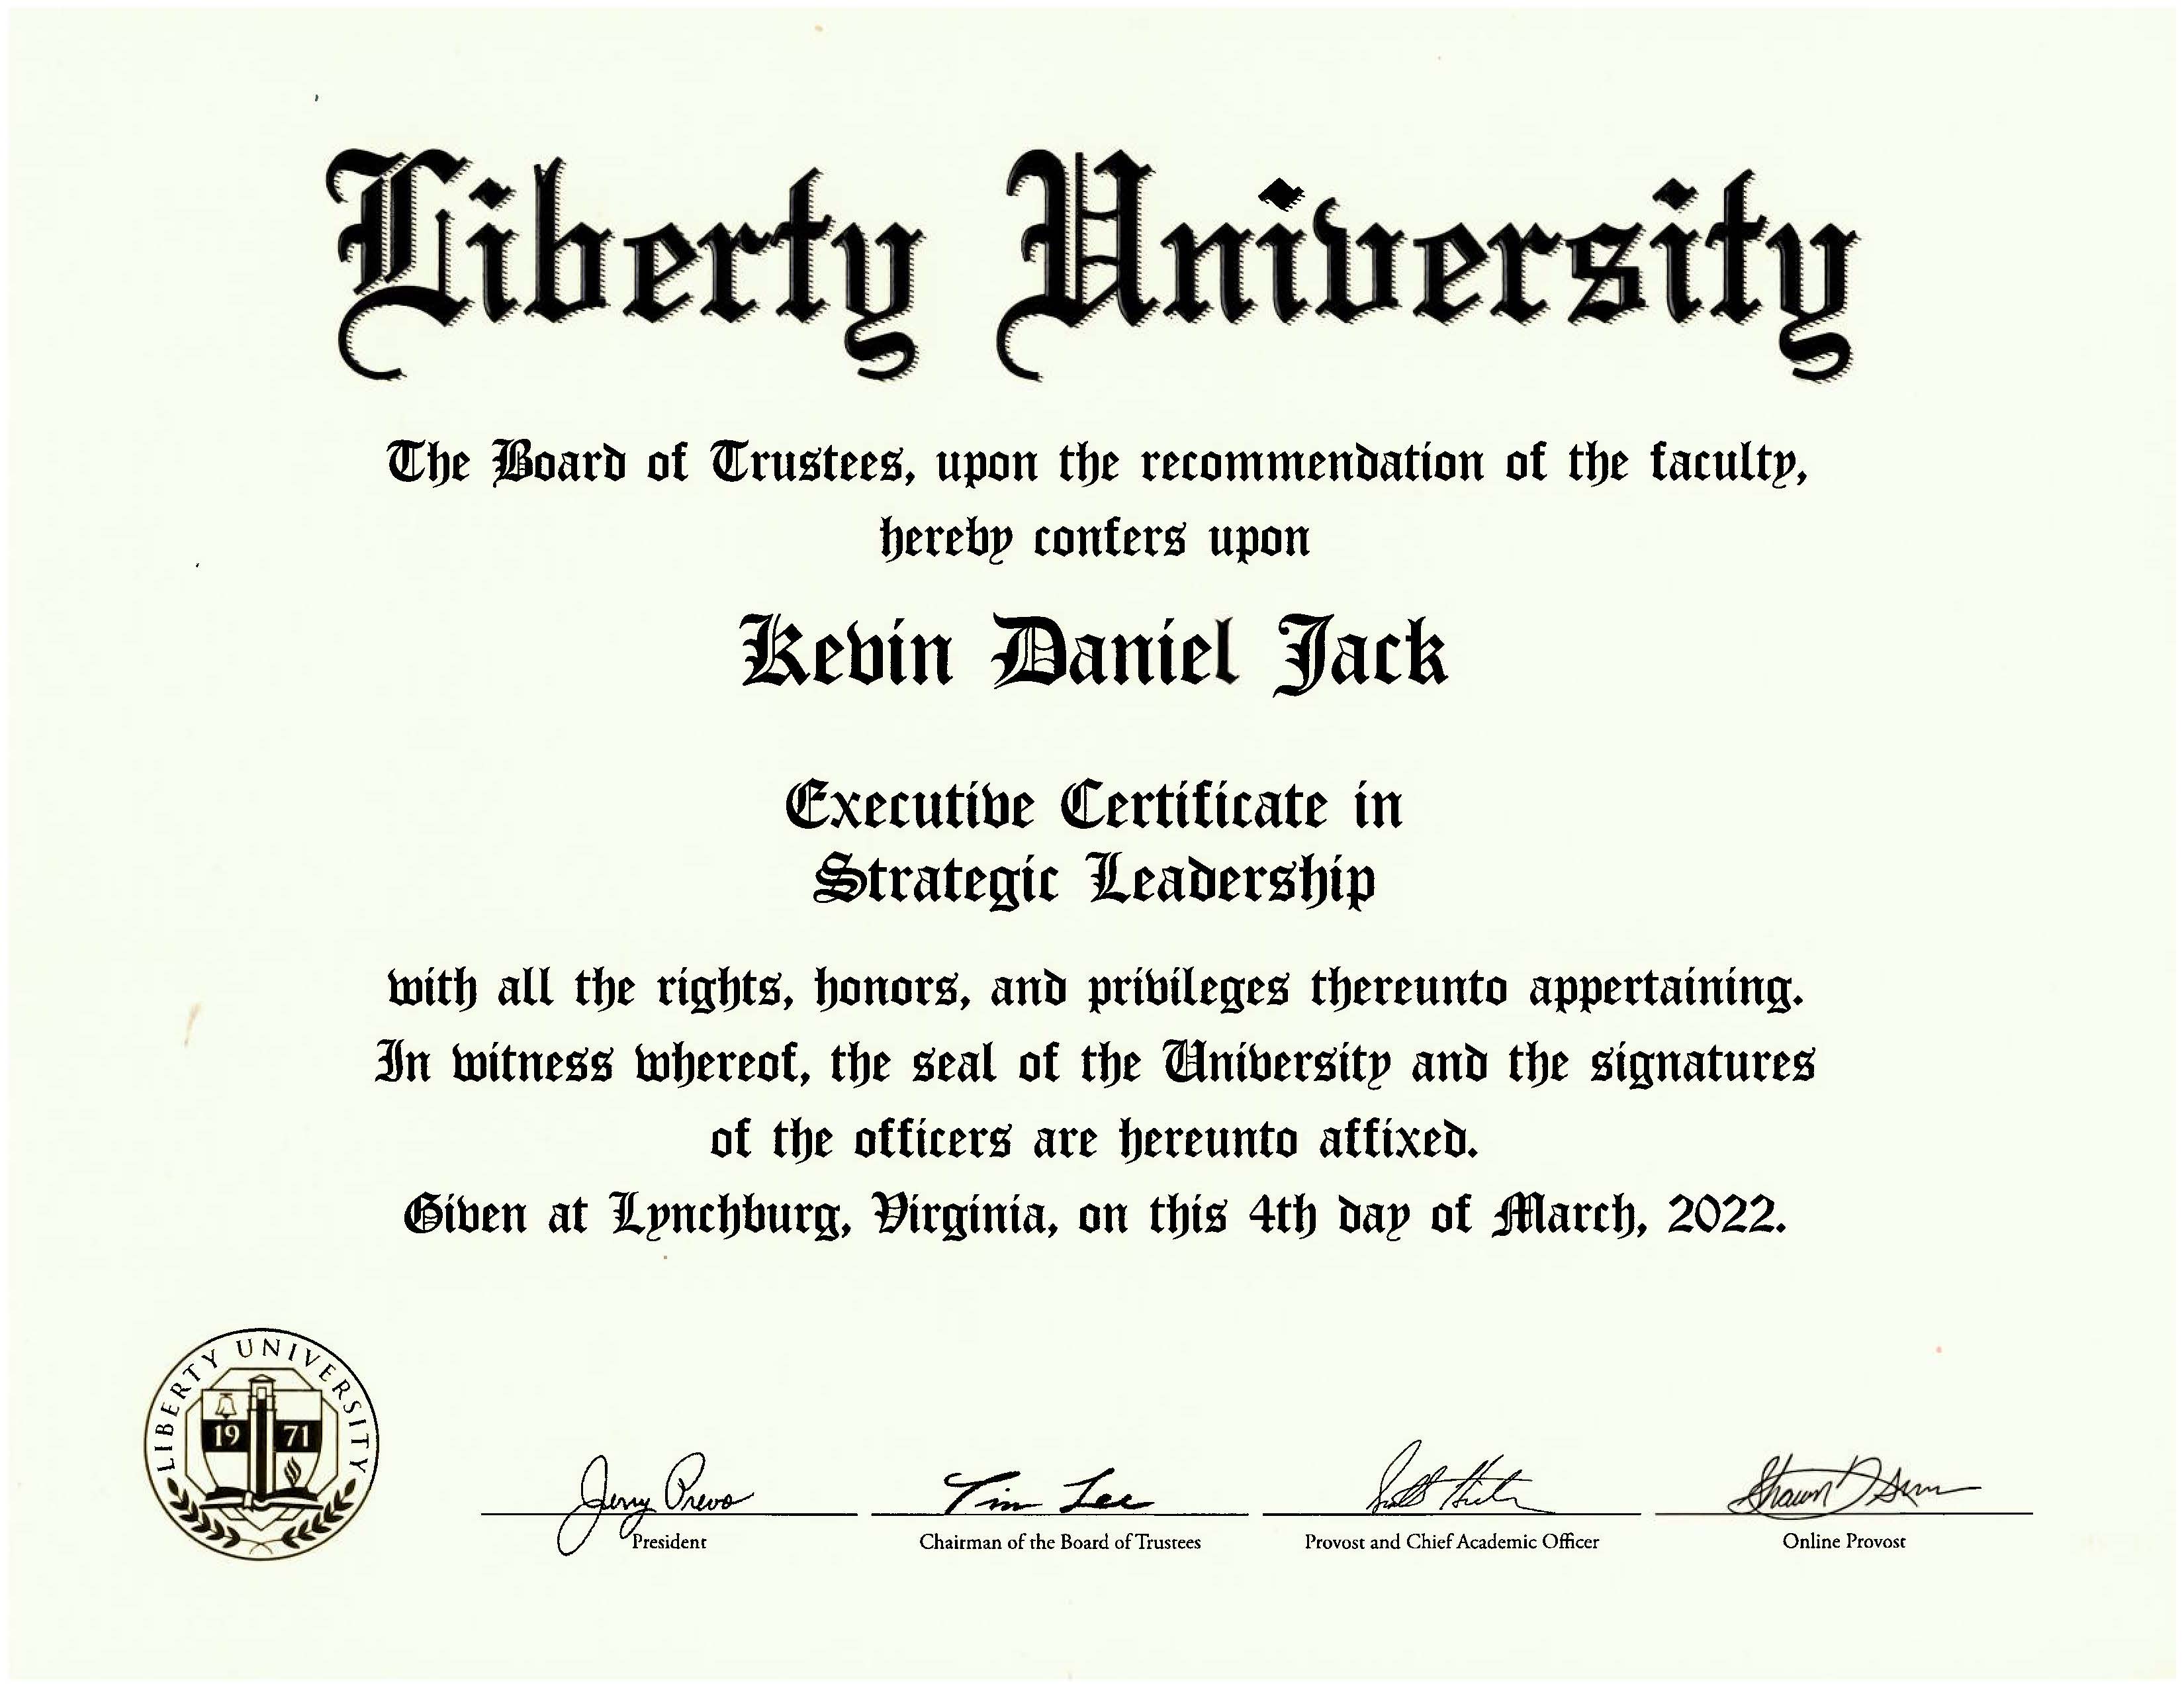 Liberty University
The Board of Trustees, upon the recommendation of the faculty,
hereby confers upon
Kevin Daniel Jack
Executive Certificate in
Strategic Leadership
with all the rights, honors, and privileges thereunto appertaining.
In witness whereof, the seal of the University and the signatures
of the officers are hereunto affixed.
Given at Lynchburg, Virginia, on this 4th day of March, 2022.
LIBERTY UNIVERSITY
19 71
Jerry Prevo
President
Tim Lee
Chairman of the Board of Trustees
Provost and Chief Academic Officer
Shawn D
Online Provost